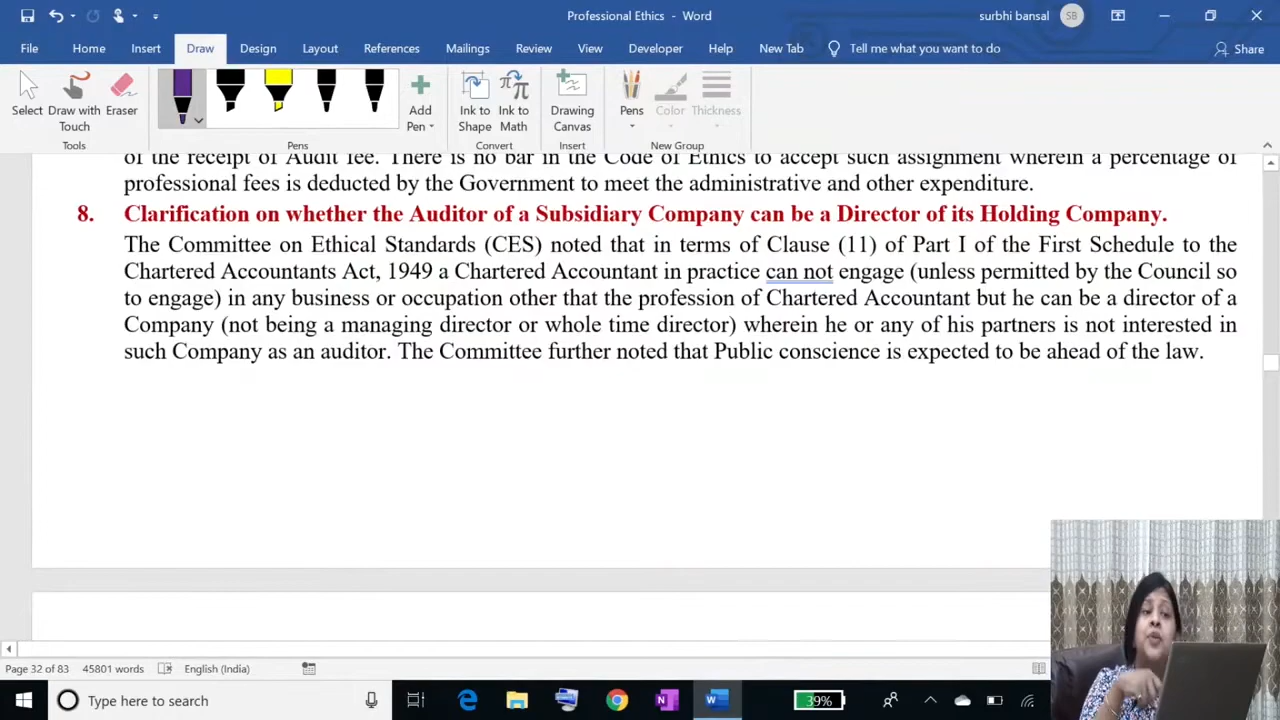 Professional Ethics - Word
surbhi bansal
SB
File Home Insert Draw Design Layout References Mailings Review View Developer Help New Tab Tell me what you want to do Share
Select Draw with Touch Eraser
Add Pen
Ink to Shape Ink to Math
Drawing Canvas
Pens Color Thickness
Tools Pens Convert Insert New Group
of the receipt of Audit fee. There is no bar in the Code of Ethics to accept such assignment wherein a percentage of
professional fees is deducted by the Government to meet the administrative and other expenditure.
8. Clarification on whether the Auditor of a Subsidiary Company can be a Director of its Holding Company.
The Committee on Ethical Standards (CES) noted that in terms of Clause (11) of Part I of the First Schedule to the
Chartered Accountants Act, 1949 a Chartered Accountant in practice can not engage (unless permitted by the Council so
to engage) in any business or occupation other that the profession of Chartered Accountant but he can be a director of a
Company (not being a managing director or whole time director) wherein he or any of his partners is not interested in
such Company as an auditor. The Committee further noted that Public conscience is expected to be ahead of the law.
Page 32 of 83 45801 words English (India)
Type here to search
39%